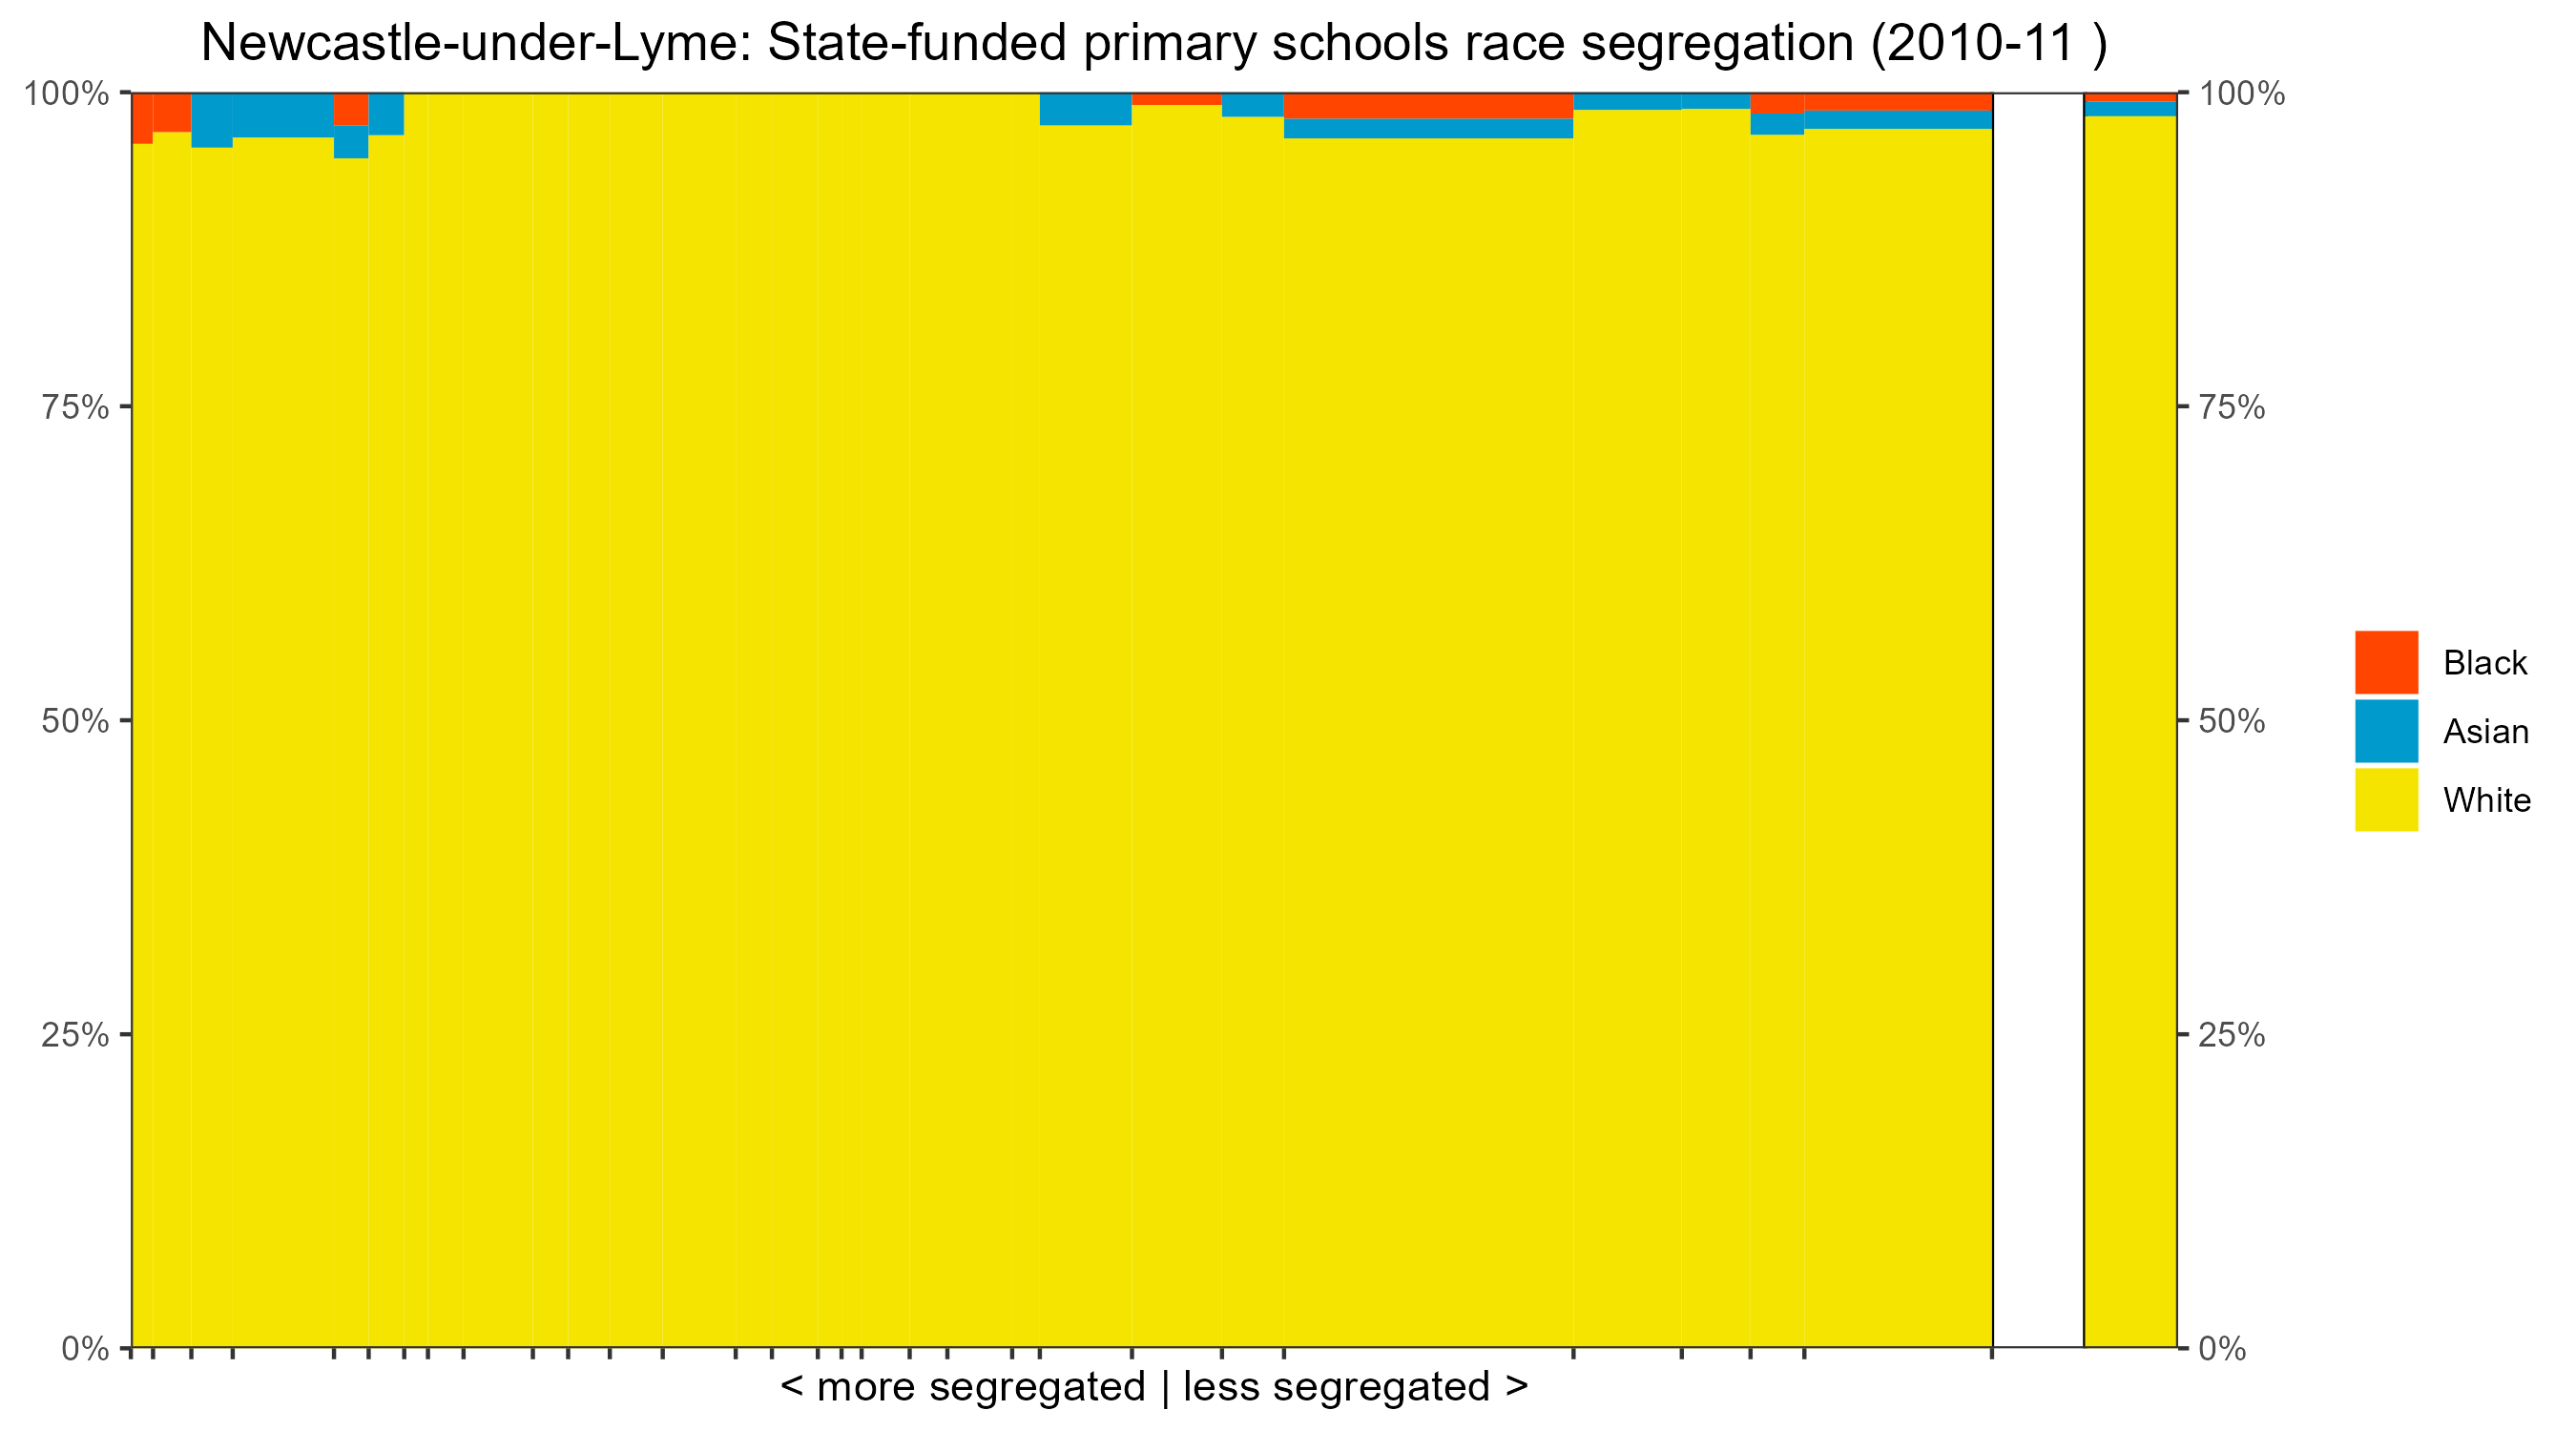 Newcastle-under-Lyme: State-funded primary schools race segregation (2010-11 )
100%
75%
50%
25%
0%
100%
75%
50%
25%
0%
Black
Asian
White
< more segregated | less segregated >